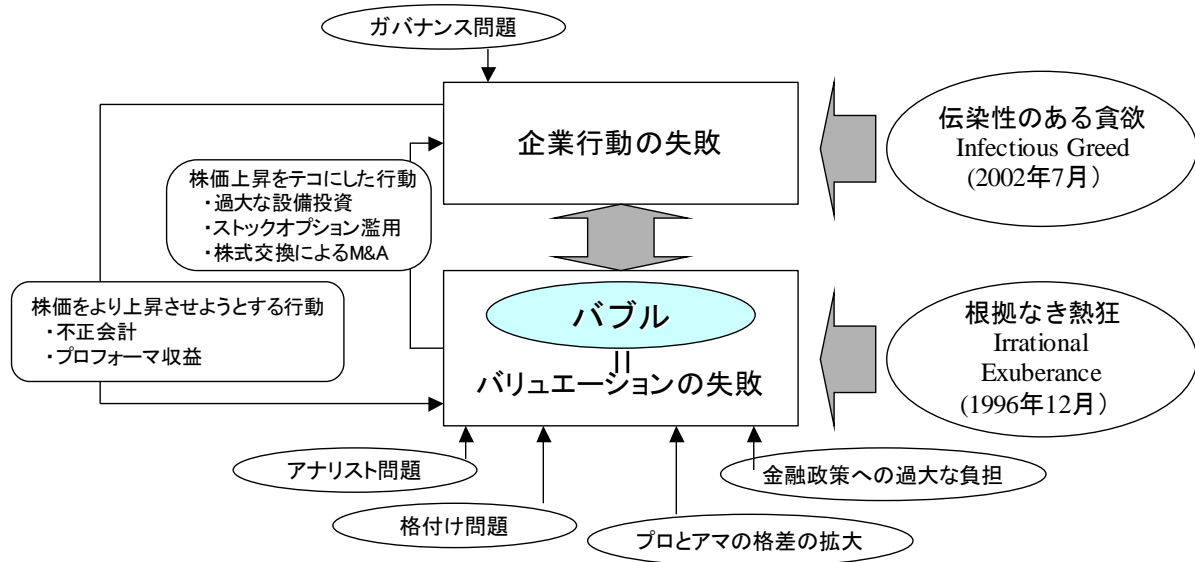 ガバナンス問題
企業行動の失敗
伝染性のある貪欲
Infectious Greed
(2002年7月)
株価上昇をテコにした行動
・過大な設備投資
・ストックオプション濫用
・株式交換によるM&A
株価をより上昇させようとする行動
・不正会計
・プロフォーマ収益
バブル
=
バリュエーションの失敗
根拠なき熱狂
Irrational
Exuberance
(1996年12月)
アナリスト問題
金融政策への過大な負担
格付け問題
プロとアマの格差の拡大